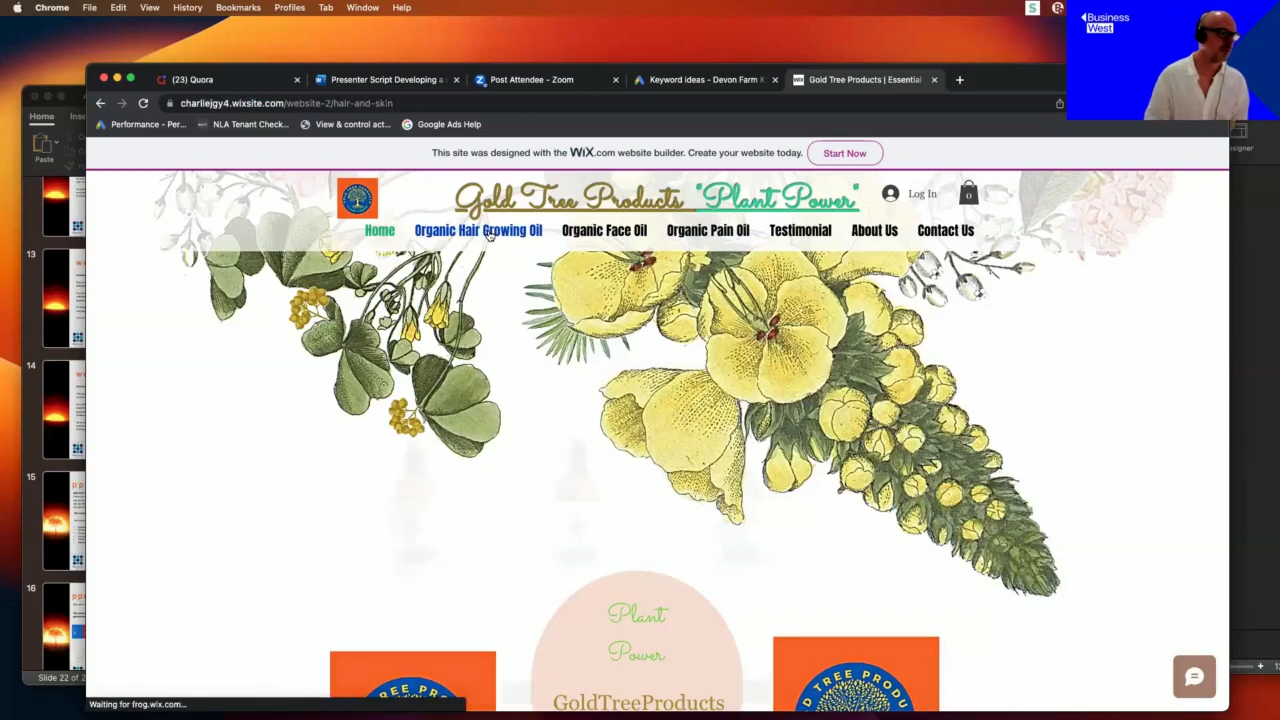 Chrome File Edit View History Bookmarks Profiles Tab Window Help
Business
West
(23) Quora
Presenter Script Developing a
Post Attendee - Zoom
Keyword ideas - Devon Farm K
Gold Tree Products | Essential
charliejgy4.wixsite.com/website-2/hair-and-skin
Performance - Per...
NLA Tenant Check...
View & control act...
Google Ads Help
Home
Paste
This site was designed with the WiX.com website builder. Create your website today.
Start Now
Gold Tree Products "Plant Power"
Log In
0
Home
Organic Hair Growing Oil
Organic Face Oil
Organic Pain Oil
Testimonial
About Us
Contact Us
13
14
15
16
Plant
Power
GoldTreeProducts
TREE PRO
TREE PRODU
Slide 22 of 2
Waiting for frog.wix.com...